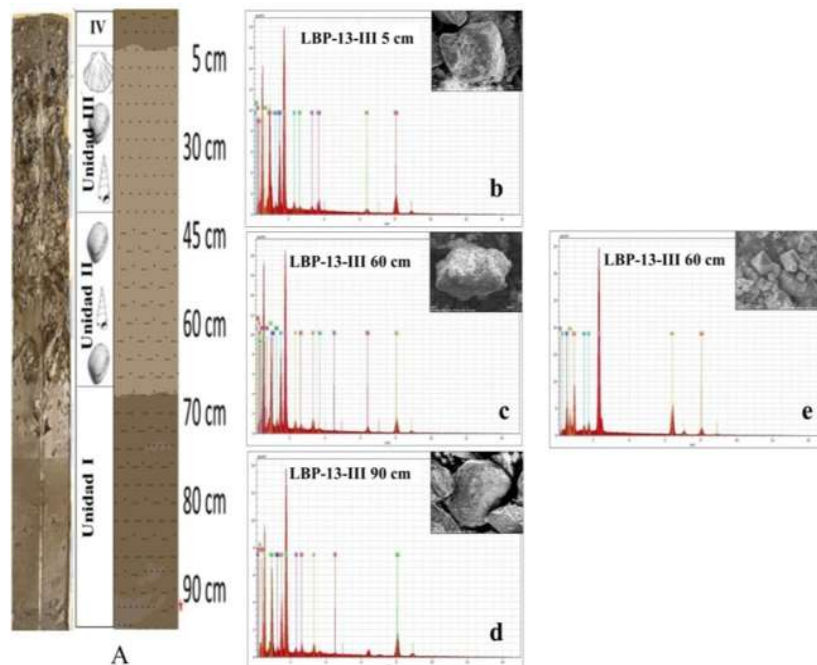 IV
Unidad III
Unidad II
Unidad I
5 cm
30 cm
45 cm
60 cm
70 cm
80 cm
90 cm
A
LBP-13-III 5 cm
b
LBP-13-III 60 cm
c
LBP-13-III 90 cm
d
LBP-13-III 60 cm
e